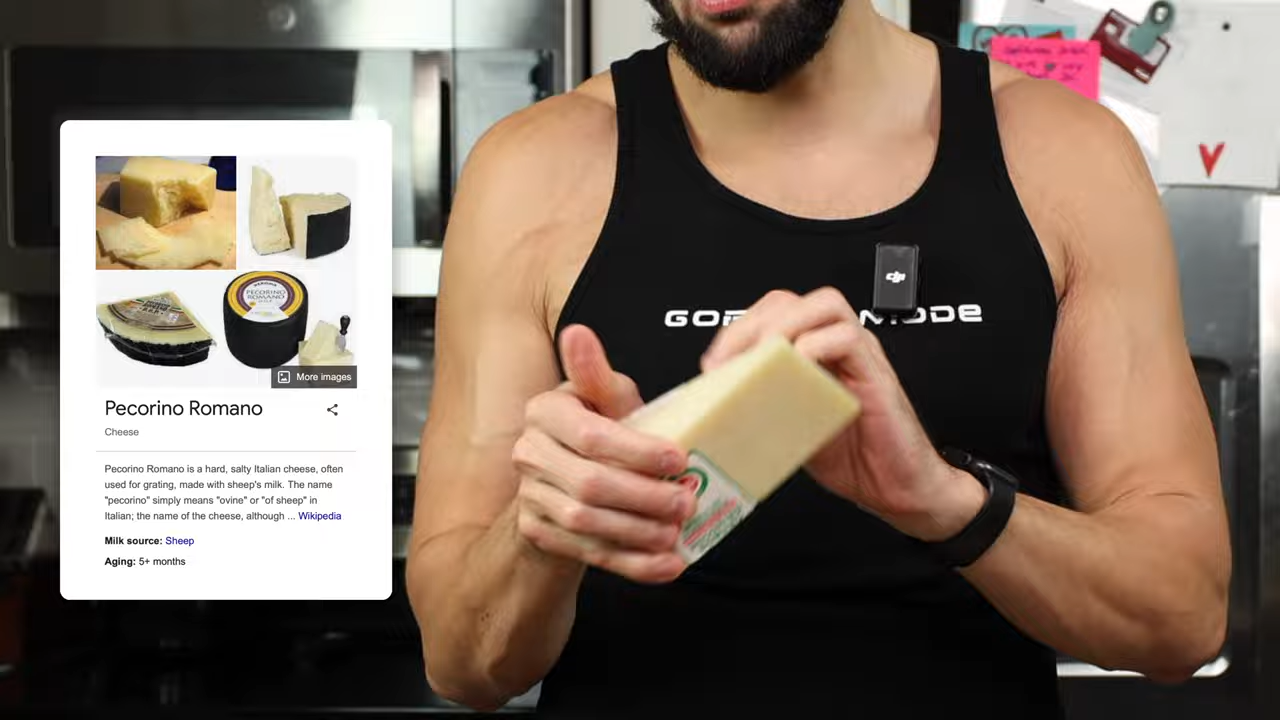 PECORINO
ROMANO
More images
Pecorino Romano
Cheese
Pecorino Romano is a hard, salty Italian cheese, often
used for grating, made with sheep's milk. The name
"pecorino" simply means "ovine" or "of sheep" in
Italian; the name of the cheese, although ... Wikipedia
Milk source: Sheep
Aging: 5+ months
dji